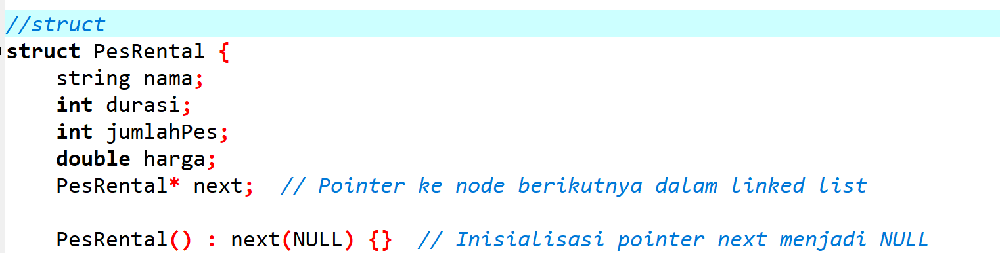 //struct
struct PesRental {
    string nama;
    int durasi;
    int jumlahPes;
    double harga;
    PesRental* next;  // Pointer ke node berikutnya dalam linked list
    PesRental() : next(NULL) {}  // Inisialisasi pointer next menjadi NULL